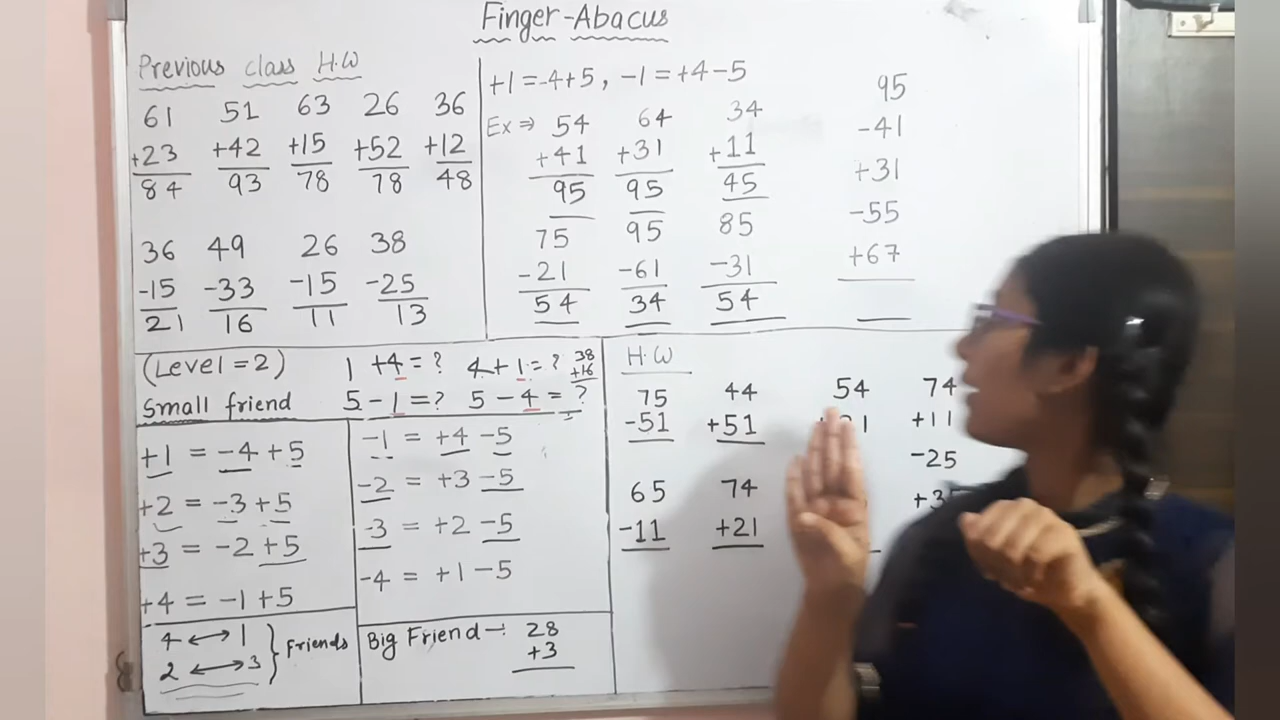 Finger-Abacus
Previous class H.W
61 51 63 26 36
+23 +42 +15 +52 +12
84 93 78 78 48
36 49 26 38
-15 -33 -15 -25
21 16 11 13
+1 = -4+5, -1 = +4-5
Ex ⇒ 54 64 34
+41 +31 +11
95 95 45
75 95 85
-21 -61 -31
54 34 54
95
-41
+31
-55
+67
(Level = 2) 1 +4 = ? 4+1 = ? 38
+16
Small friend 5 - 1 = ? 5 - 4 = ?
+1 = -4 +5
+2 = -3+5
+3 = -2 +5
+4 = -1 +5
4 ↔ 1
2 ↔ 3
} Friends
-1 = +4 -5
-2 = +3 -5
-3 = +2 -5
-4 = +1 -5
Big Friend -: 28
+3
H.W
75 44 54 74
-51 +51 +11
-25
65 74
-11 +21